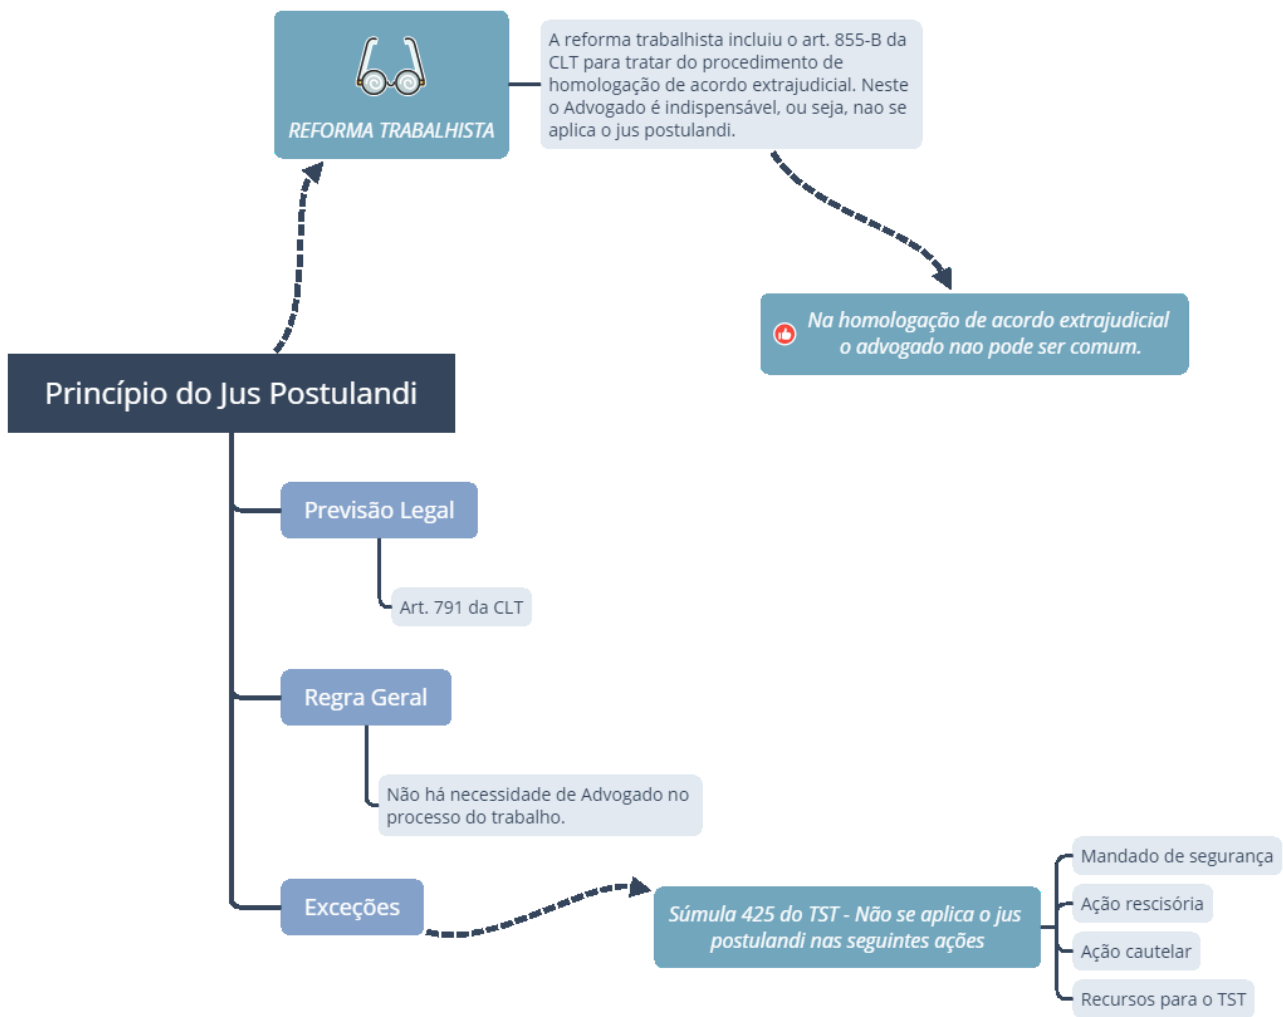 REFORMA TRABALHISTA
A reforma trabalhista incluiu o art. 855-B da
CLT para tratar do procedimento de
homologação de acordo extrajudicial. Neste
o Advogado é indispensável, ou seja, nao se
aplica o jus postulandi.
Na homologação de acordo extrajudicial
o advogado nao pode ser comum.
Princípio do Jus Postulandi
Previsão Legal
Art. 791 da CLT
Regra Geral
Não há necessidade de Advogado no
processo do trabalho.
Exceções
Súmula 425 do TST - Não se aplica o jus
postulandi nas seguintes ações
Mandado de segurança
Ação rescisória
Ação cautelar
Recursos para o TST